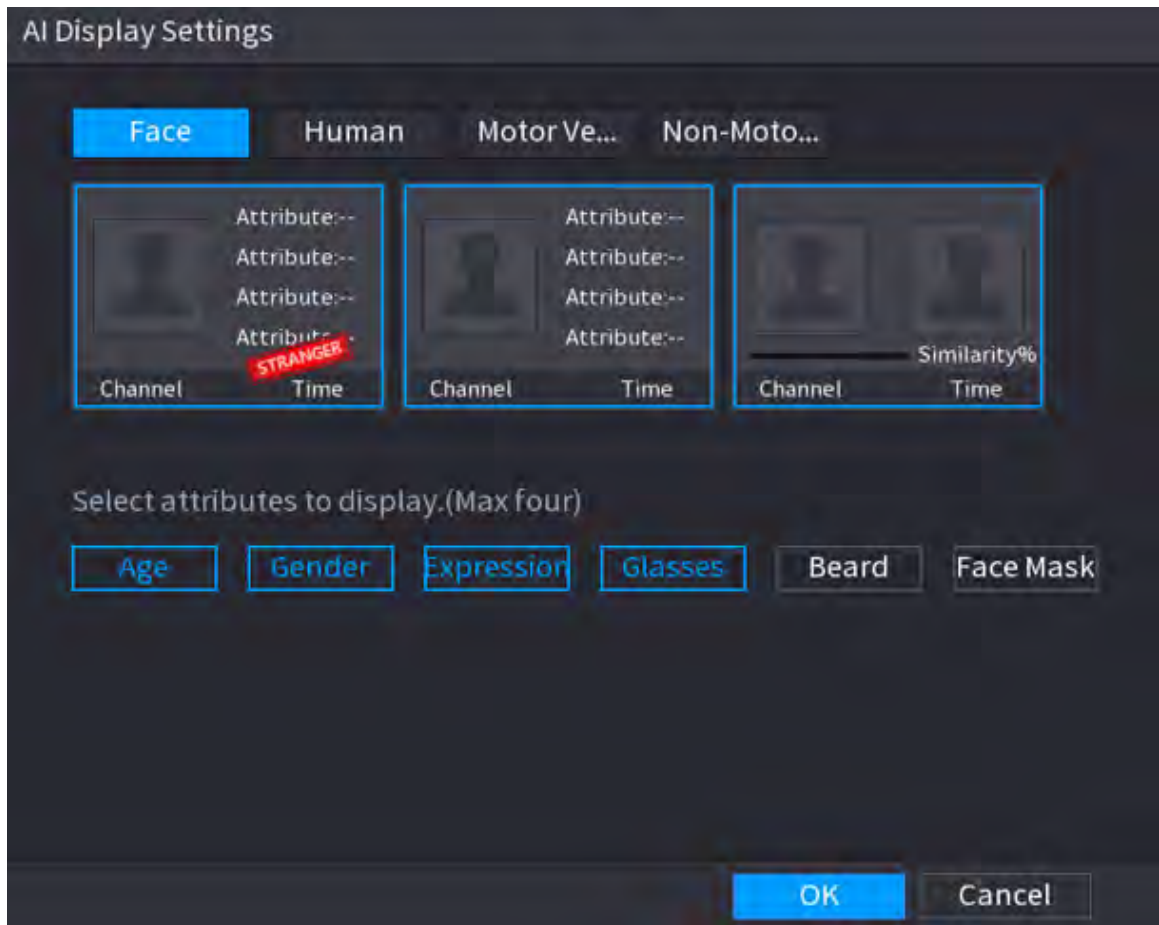 AI Display Settings
Face Human Motor Ve... Non-Moto...
Attribute:-- Attribute:--
Attribute:-- Attribute:--
Attribute:-- Attribute:--
Attribute:-- Attribute:--
STRANGER Similarity%
Channel Time Channel Time Channel Time
Select attributes to display.(Max four)
Age Gender Expression Glasses Beard Face Mask
OK Cancel